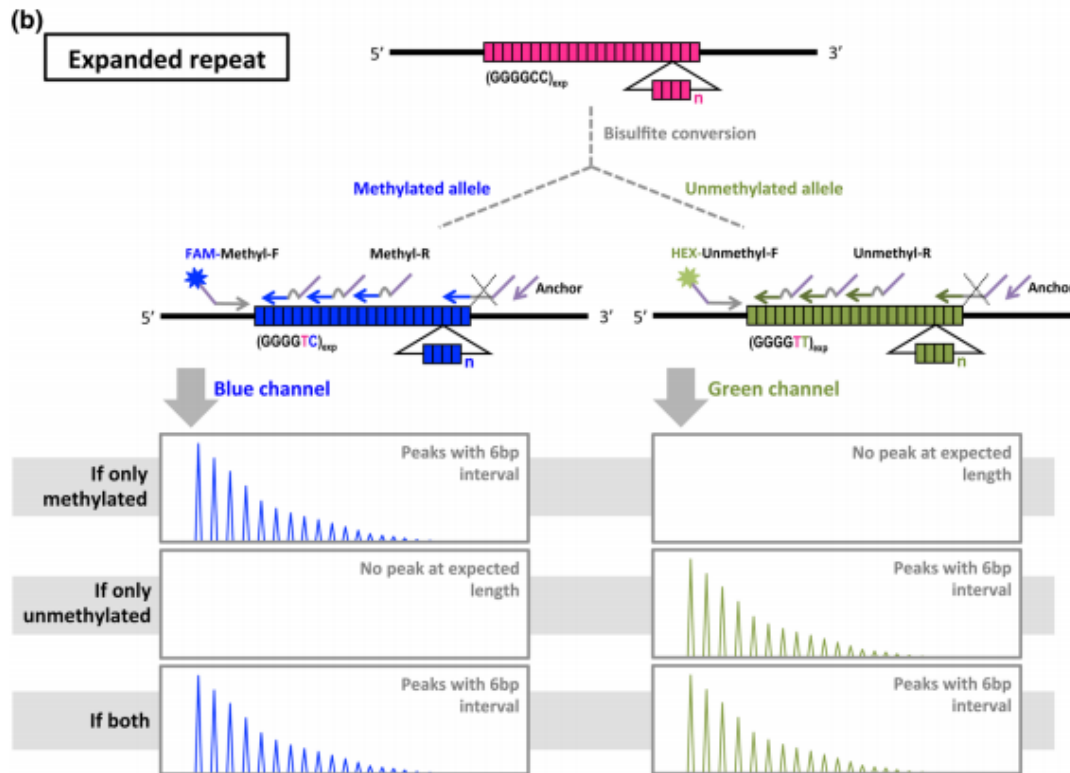 (b)
Expanded repeat
5’ 3’
(GGGGCC)exp
n
Bisulfite conversion
Methylated allele Unmethylated allele
FAM-Methyl-F Methyl-R HEX-Unmethyl-F Unmethyl-R
Anchor Anchor
5’ 3’ 5’
(GGGGTC)exp (GGGGTT)exp
n n
Blue channel Green channel
If only
methylated
Peaks with 6bp
interval
No peak at expected
length
If only
unmethylated
No peak at expected
length
Peaks with 6bp
interval
If both
Peaks with 6bp
interval
Peaks with 6bp
interval